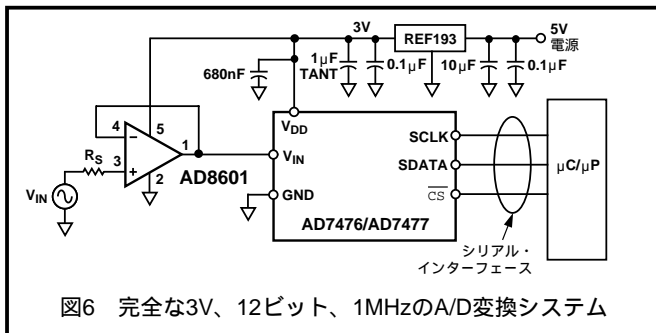 3V
REF193
5V
電源
680nF
1μF
TANT
0.1μF
10μF
0.1μF
VDD
4
5
1
RS
3
2
VIN
AD8601
VIN
GND
SCLK
SDATA
CS
AD7476/AD7477
μC/μP
シリアル・
インターフェース
図6 完全な3V、12ビット、1MHzのA/D変換システム